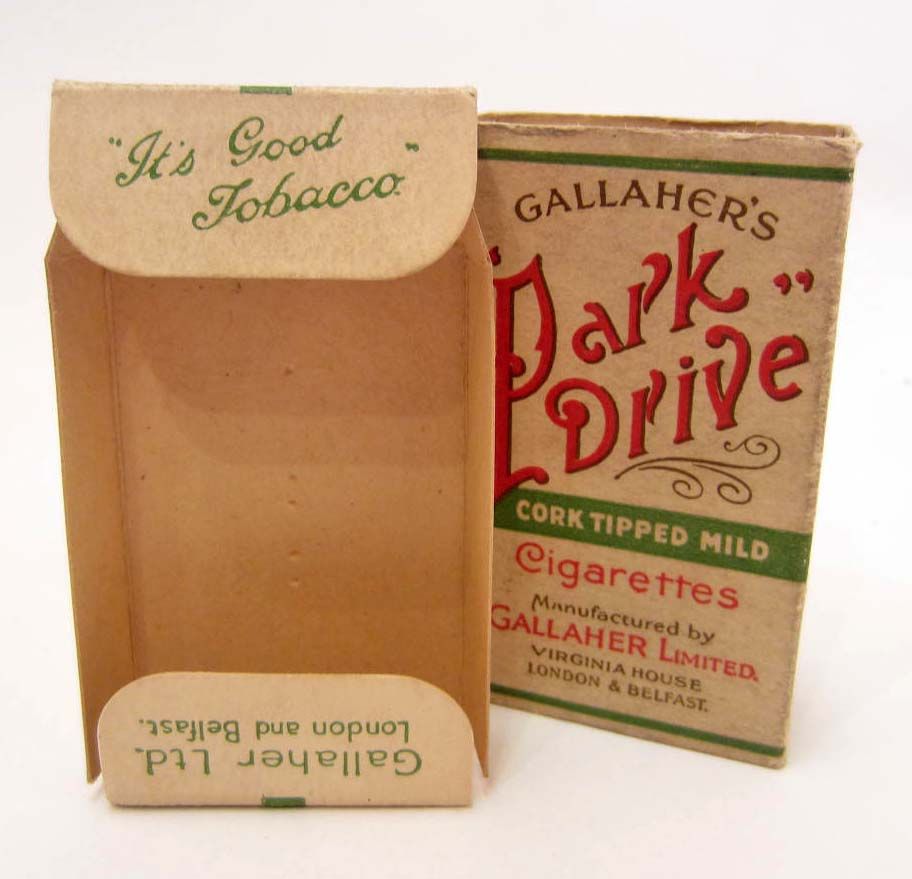 "It's Good
Tobacco."
Gallaher Ltd.
London and Belfast.
GALLAHER'S
"Park"
Drive
CORK TIPPED MILD
Cigarettes
Manufactured by
GALLAHER LIMITED.
VIRGINIA HOUSE
LONDON & BELFAST.